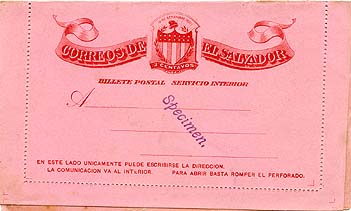 CORREOS DE EL SALVADOR
3 CENTAVOS
BILLETE POSTAL SERVICIO INTERIOR
A
Specimen.
EN ESTE LADO UNICAMENTE PUEDE ESCRIBIRSE LA DIRECCION.
LA COMUNICACION VA AL INTERIOR. PARA ABRIR BASTA ROMPER EL PERFORADO.